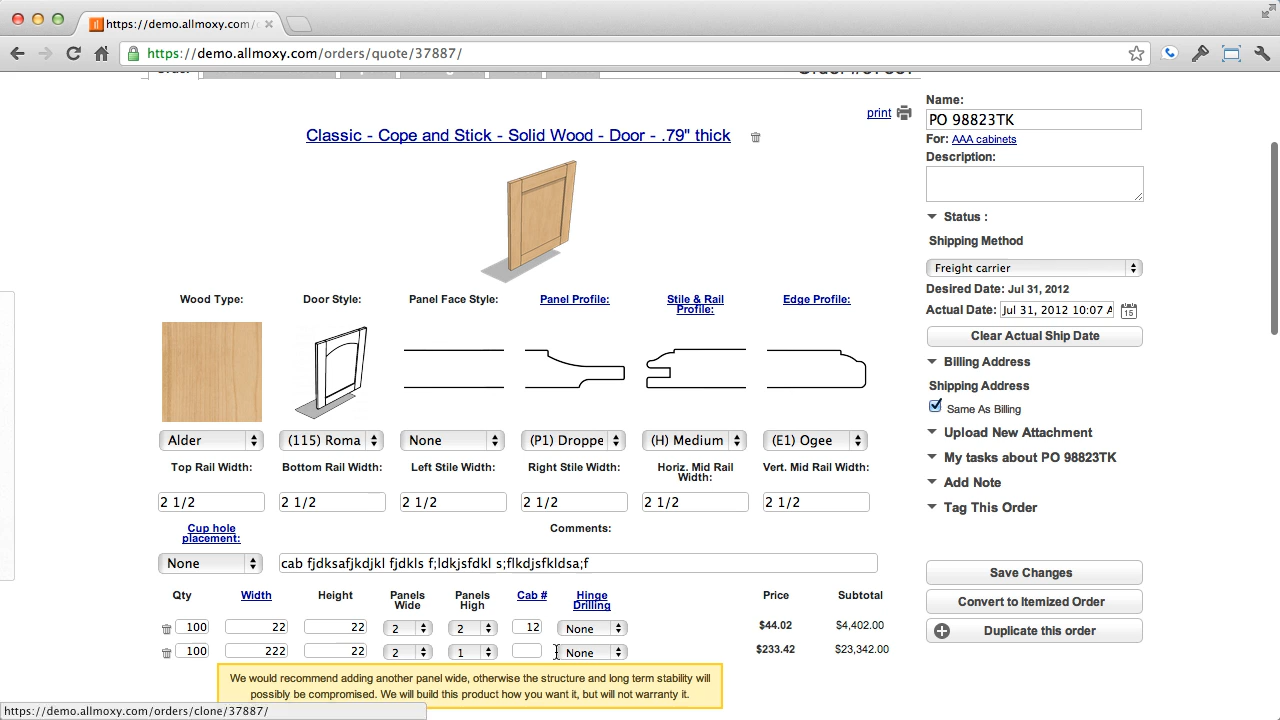 https://demo.allmoxy.com/
https://demo.allmoxy.com/orders/quote/37887/
print
Classic - Cope and Stick - Solid Wood - Door - .79" thick
Wood Type:
Door Style:
Panel Face Style:
Panel Profile:
Stile & Rail
Profile:
Edge Profile:
Alder
(115) Roma
None
(P1) Droppe
(H) Medium
(E1) Ogee
Top Rail Width:
Bottom Rail Width:
Left Stile Width:
Right Stile Width:
Horiz. Mid Rail
Width:
Vert. Mid Rail Width:
2 1/2
2 1/2
2 1/2
2 1/2
2 1/2
2 1/2
Cup hole
placement:
Comments:
None
cab fjdksafjkdjkl fjdkls f;ldkjsfdkl s;flkdjsfkldsa;f
Qty
Width
Height
Panels
Wide
Panels
High
Cab #
Hinge
Drilling
Price
Subtotal
100
22
22
2
2
12
None
$44.02
$4,402.00
100
222
22
2
1
None
$233.42
$23,342.00
We would recommend adding another panel wide, otherwise the structure and long term stability will
possibly be compromised. We will build this product how you want it, but will not warranty it.
Name:
PO 98823TK
For: AAA cabinets
Description:
Status :
Shipping Method
Freight carrier
Desired Date: Jul 31, 2012
Actual Date: Jul 31, 2012 10:07 A
15
Clear Actual Ship Date
Billing Address
Shipping Address
Same As Billing
Upload New Attachment
My tasks about PO 98823TK
Add Note
Tag This Order
Save Changes
Convert to Itemized Order
Duplicate this order
https://demo.allmoxy.com/orders/clone/37887/